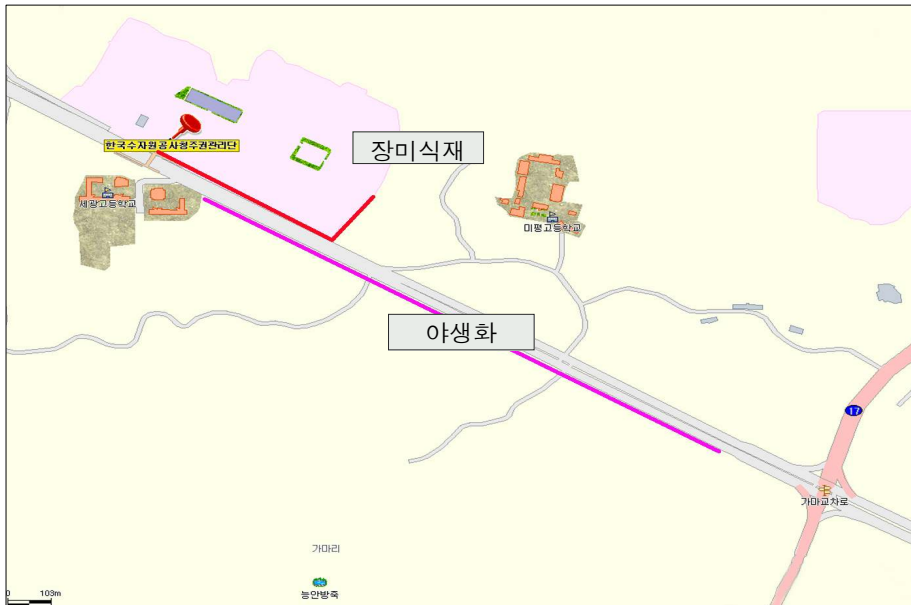 한국수자원공사청주권관리단
장미식재
세광고등학교
미평고등학교
야생화
17
가마교차로
가마리
능안방죽
0 103m